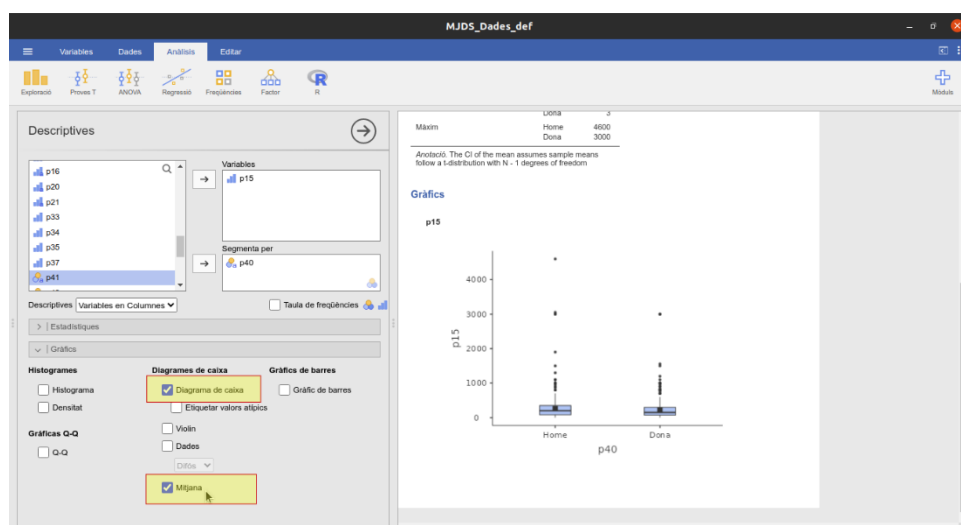 MJDS_Dades_def
Variables Dades Anàlisis Editar
Exploració Proves T ANOVA Regressió Freqüències Factor R Mòduls
Descriptives
p16
p20
p21
p33
p34
p35
p37
p41
Variables
p15
Segmenta per
p40
Descriptives Variables en Columnes Taula de freqüències
Estadístiques
Gràfics
Histogrames
Histograma
Densitat
Gráficas Q-Q
Q-Q
Diagrames de caixa
Diagrama de caixa
Etiquetar valors atípics
Violin
Dades
Difós
Mitjana
Gràfics de barres
Gràfic de barres
Dona 3
Màxim Home 4600
Dona 3000
Anotació. The CI of the mean assumes sample means
follow a t-distribution with N - 1 degrees of freedom
Gràfics
p15
4000
3000
2000
1000
0
p15
Home Dona
p40